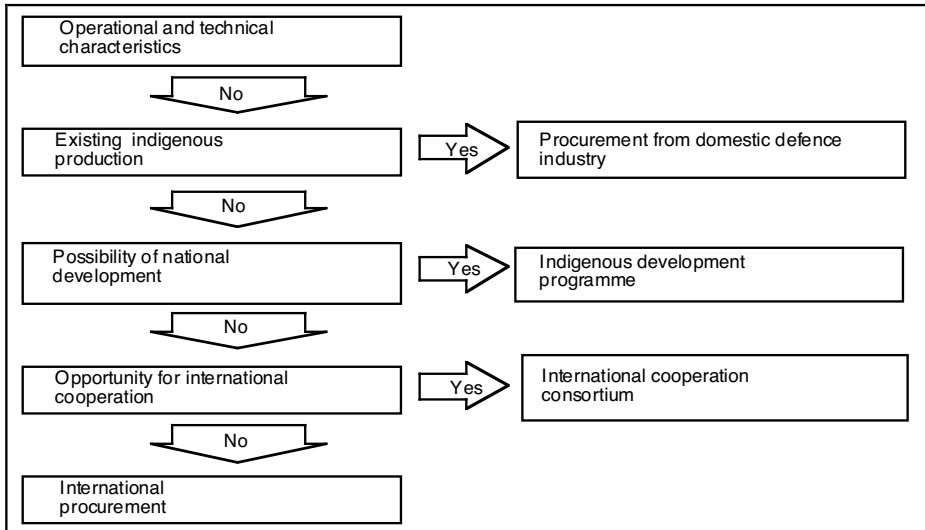 Operational and technical
characteristics
No
Existing indigenous
production
Yes
Procurement from domestic defence
industry
No
Possibility of national
development
Yes
Indigenous development
programme
No
Opportunity for international
cooperation
Yes
International cooperation
consortium
No
International
procurement